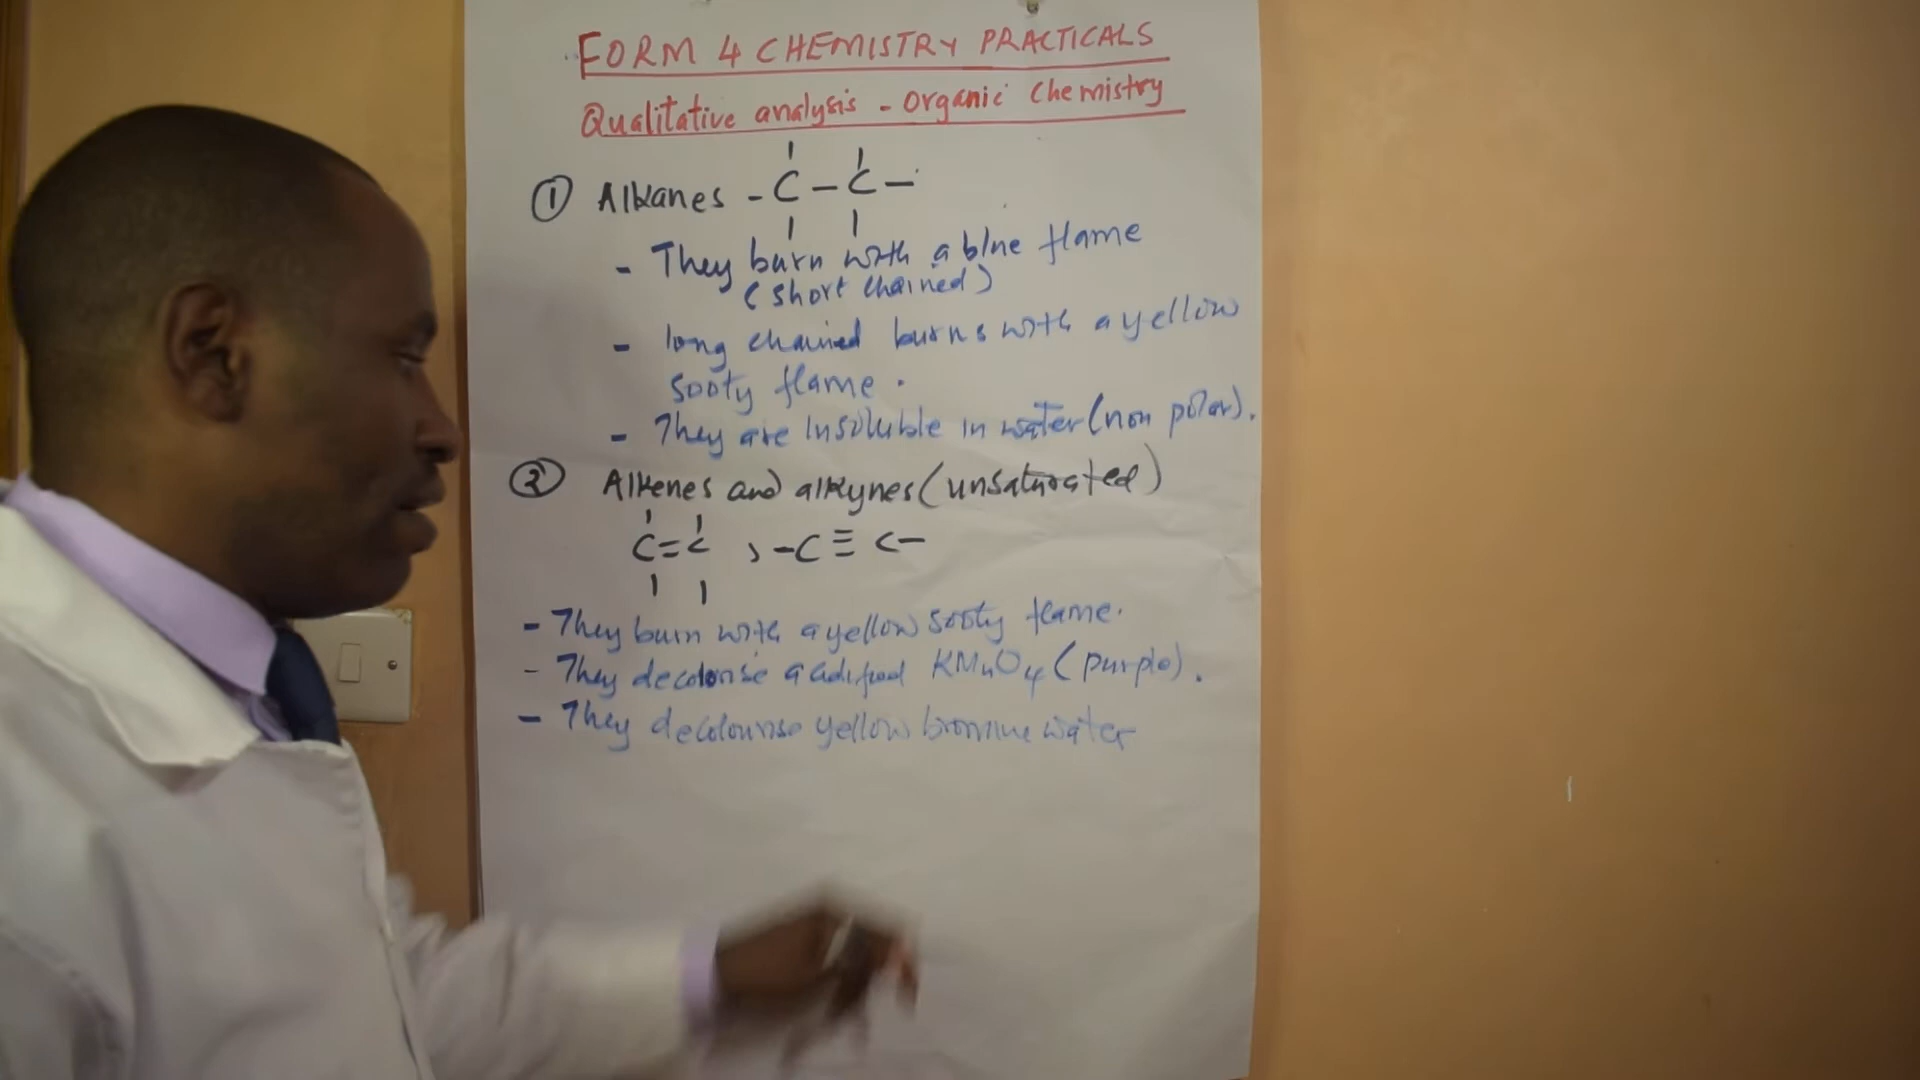 FORM 4 CHEMISTRY PRACTICALS
Qualitative analysis - Organic Chemistry
① Alkanes - C - C -
- They burn with a blue flame
(short chained)
- long chained burns with a yellow
sooty flame.
- They are insoluble in water (non polar).
② Alkenes and alkynes (unsaturated)
C = C , - C ≡ C -
- They burn with a yellow sooty flame.
- They decolorise acidified KMnO4 (purple).
- They decolourise yellow bromine water